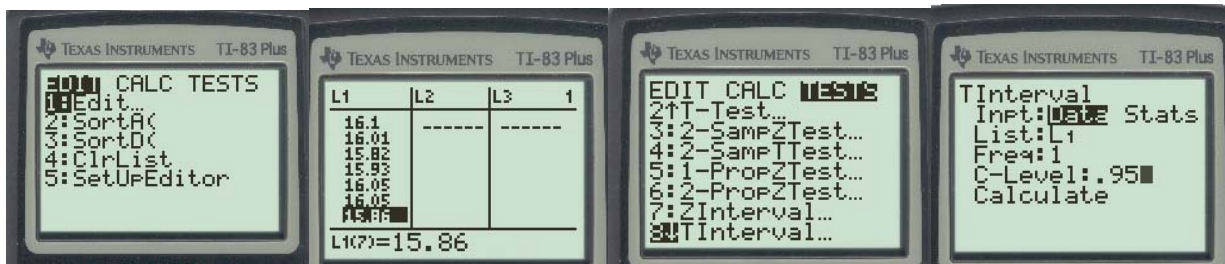 TEXAS INSTRUMENTS TI-83 Plus
EDIT CALC TESTS
1:Edit…
2:SortA(
3:SortD(
4:ClrList
5:SetUpEditor
TEXAS INSTRUMENTS TI-83 Plus
L1 L2 L3 1
16.1 ------ ------
16.01
15.82
15.93
16.05
16.05
15.86
L1(7)=15.86
TEXAS INSTRUMENTS TI-83 Plus
EDIT CALC TESTS
2↑T-Test…
3:2-SampZTest…
4:2-SampTTest…
5:1-PropZTest…
6:2-PropZTest…
7:ZInterval…
8↓TInterval…
TEXAS INSTRUMENTS TI-83 Plus
TInterval
Inpt:Data Stats
List:L1
Freq:1
C-Level:.95
Calculate